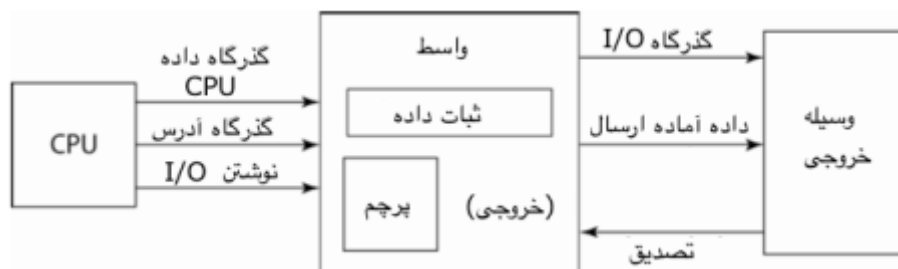 گذرگاه داده
CPU
گذرگاه آدرس
نوشتن I/O
CPU
واسط
ثبات داده
پرچم
(خروجی)
گذرگاه I/O
داده آماده ارسال
تصدیق
وسیله
خروجی